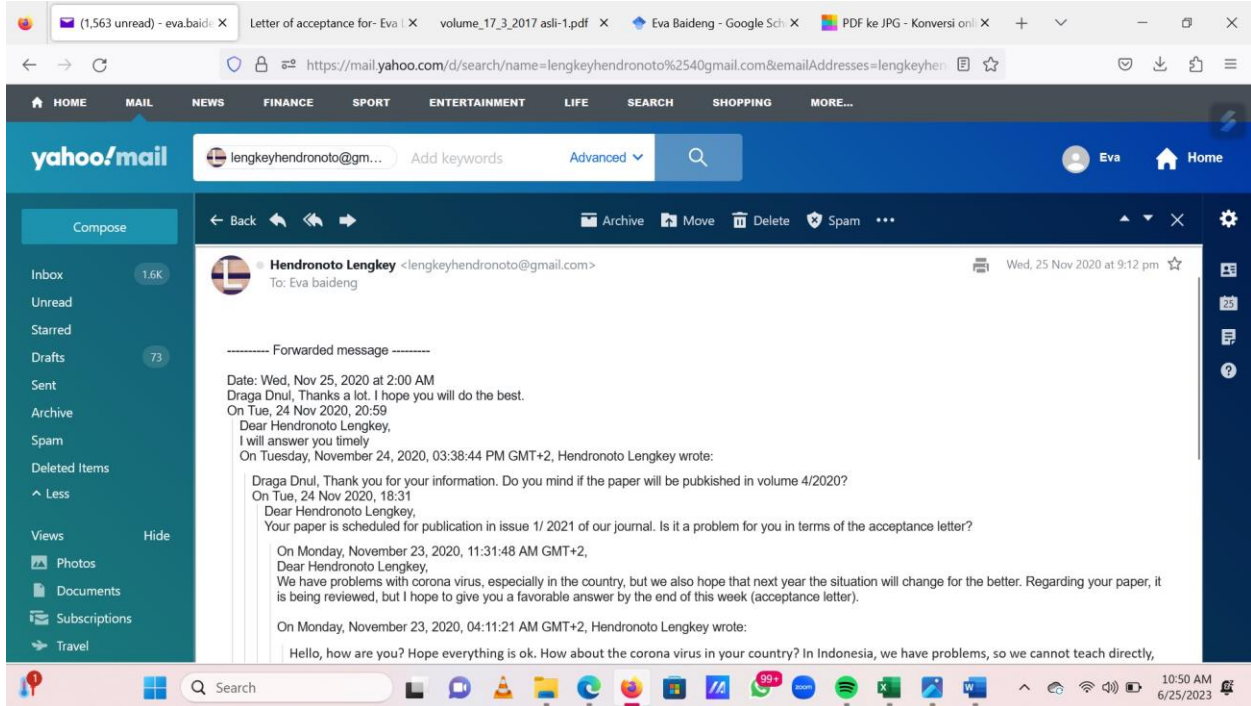 (1,563 unread) - eva.baide
Letter of acceptance for- Eva
volume_17_3_2017 asli-1.pdf
Eva Baideng - Google Sch
PDF ke JPG - Konversi onli
https://mail.yahoo.com/d/search/name=lengkeyhendronoto%2540gmail.com&emailAddresses=lengkeyhen
HOME MAIL NEWS FINANCE SPORT ENTERTAINMENT LIFE SEARCH SHOPPING MORE...
yahoo!mail
lengkeyhendronoto@gm... Add keywords Advanced
Eva Home
Compose
Back Archive Move Delete Spam
Inbox 1.6K
Unread
Starred
Drafts 73
Sent
Archive
Spam
Deleted Items
Less
Views Hide
Photos
Documents
Subscriptions
Travel
L
Hendronoto Lengkey <lengkeyhendronoto@gmail.com>
Wed, 25 Nov 2020 at 9:12 pm
To: Eva baideng
---------- Forwarded message ---------
Date: Wed, Nov 25, 2020 at 2:00 AM
Draga Dnul, Thanks a lot. I hope you will do the best.
On Tue, 24 Nov 2020, 20:59
Dear Hendronoto Lengkey,
I will answer you timely
On Tuesday, November 24, 2020, 03:38:44 PM GMT+2, Hendronoto Lengkey wrote:
Draga Dnul, Thank you for your information. Do you mind if the paper will be pubkished in volume 4/2020?
On Tue, 24 Nov 2020, 18:31
Dear Hendronoto Lengkey,
Your paper is scheduled for publication in issue 1/ 2021 of our journal. Is it a problem for you in terms of the acceptance letter?
On Monday, November 23, 2020, 11:31:48 AM GMT+2,
Dear Hendronoto Lengkey,
We have problems with corona virus, especially in the country, but we also hope that next year the situation will change for the better. Regarding your paper, it
is being reviewed, but I hope to give you a favorable answer by the end of this week (acceptance letter).
On Monday, November 23, 2020, 04:11:21 AM GMT+2, Hendronoto Lengkey wrote:
Hello, how are you? Hope everything is ok. How about the corona virus in your country? In Indonesia, we have problems, so we cannot teach directly,
25
1
Search
99+
zoom
10:50 AM
6/25/2023